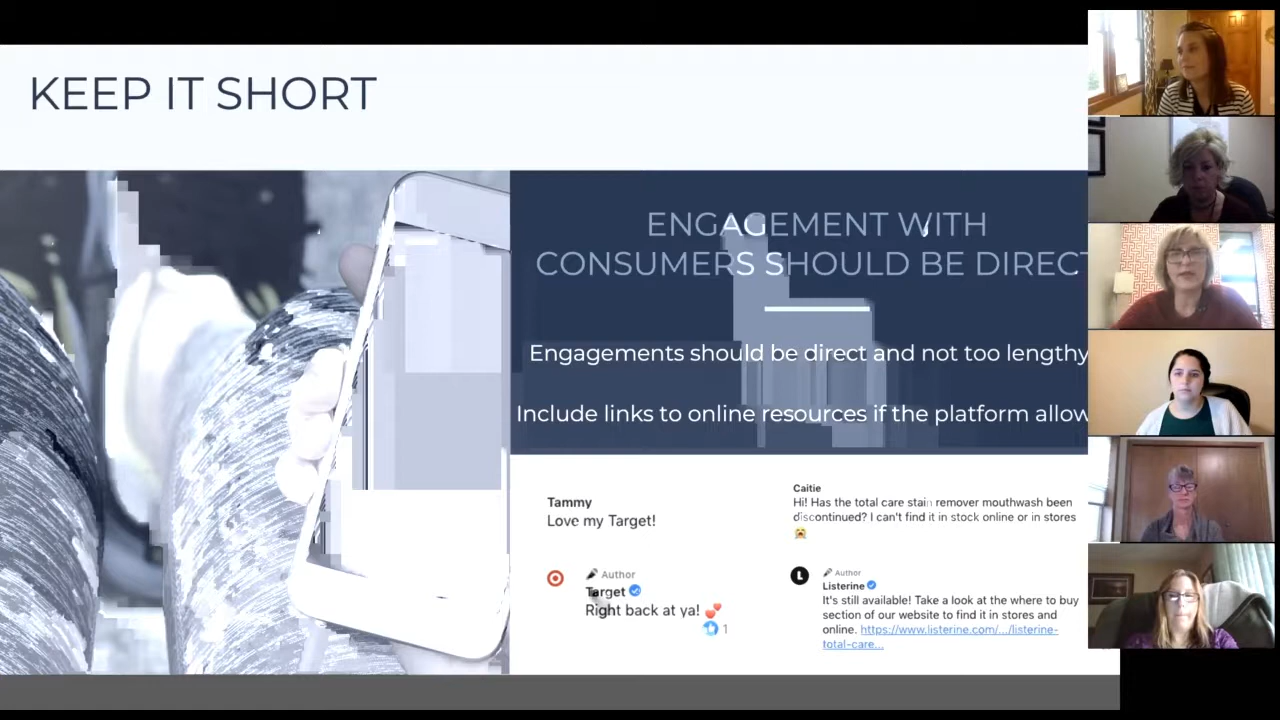 KEEP IT SHORT
ENGAGEMENT WITH
CONSUMERS SHOULD BE DIRECT
Engagements should be direct and not too lengthy
Include links to online resources if the platform allow
Tammy
Love my Target!
Author
Target
Right back at ya! 💕
1
Caitie
Hi! Has the total care stain remover mouthwash been
discontinued? I can't find it in stock online or in stores
😭
L
Author
Listerine
It's still available! Take a look at the where to buy
section of our website to find it in stores and
online. https://www.listerine.com/.../listerine-
total-care...